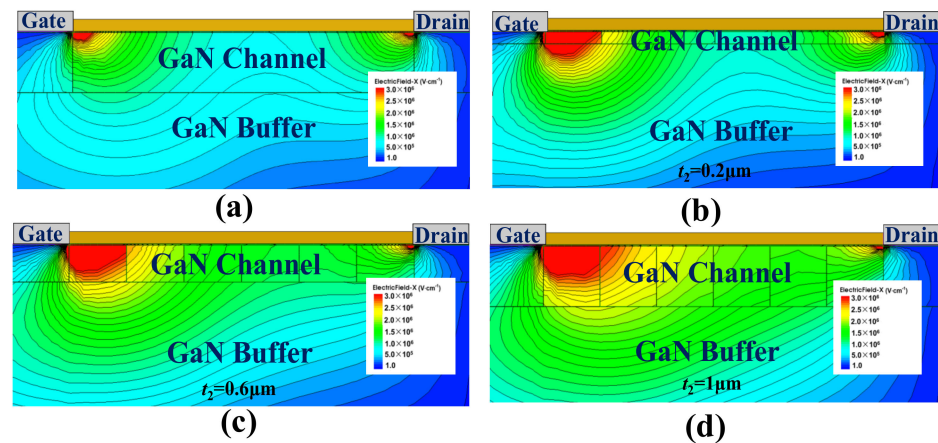 Gate
Drain
GaN Channel
GaN Buffer
ElectricField-X (V·cm⁻¹)
3.0×10⁶
2.5×10⁶
2.0×10⁶
1.5×10⁶
1.0×10⁶
5.0×10⁵
1.0
(a)
Gate
Drain
GaN Channel
GaN Buffer
t₂=0.2μm
ElectricField-X (V·cm⁻¹)
3.0×10⁶
2.5×10⁶
2.0×10⁶
1.5×10⁶
1.0×10⁶
5.0×10⁵
1.0
(b)
Gate
Drain
GaN Channel
GaN Buffer
t₂=0.6μm
ElectricField-X (V·cm⁻¹)
3.0×10⁶
2.5×10⁶
2.0×10⁶
1.5×10⁶
1.0×10⁶
5.0×10⁵
1.0
(c)
Gate
Drain
GaN Channel
GaN Buffer
t₂=1μm
ElectricField-X (V·cm⁻¹)
3.0×10⁶
2.5×10⁶
2.0×10⁶
1.5×10⁶
1.0×10⁶
5.0×10⁵
1.0
(d)